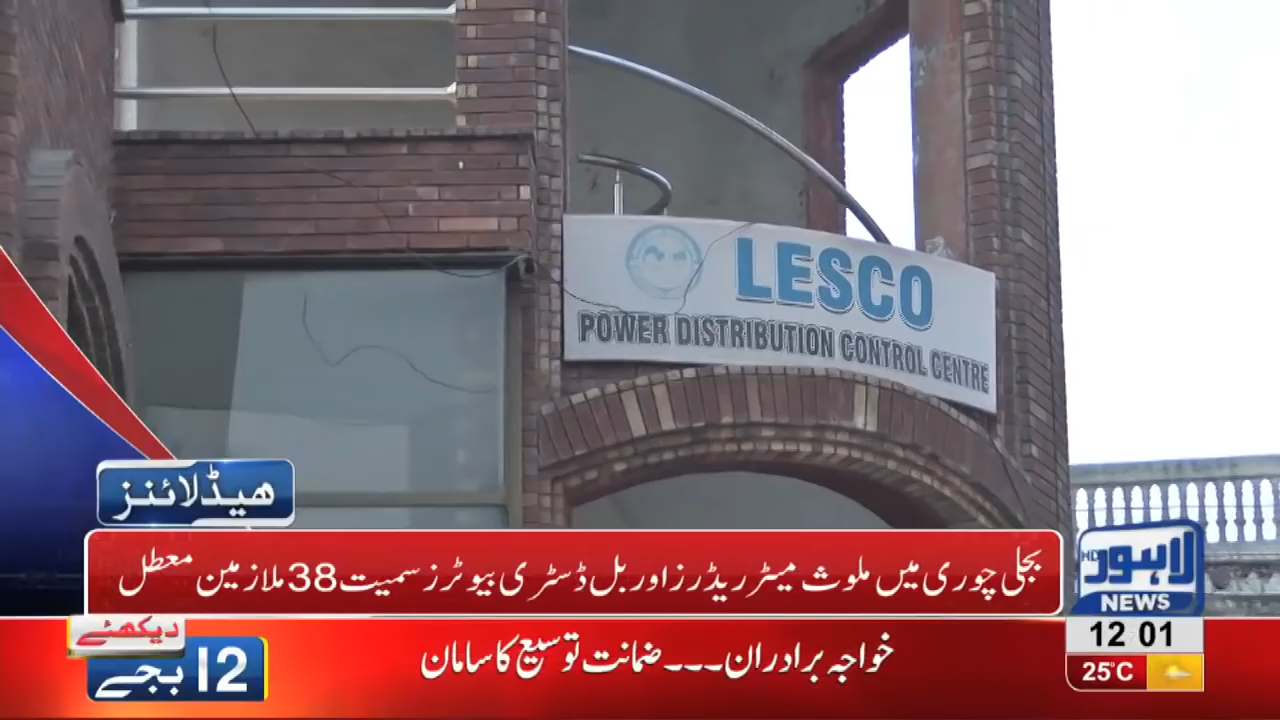 LESCO
POWER DISTRIBUTION CONTROL CENTRE
ھیڈلائنز
بجلی چوری میں ملوث میٹر ریڈرز اور بل ڈسٹری بیوٹرز سمیت 38 ملازمین معطل
HD لاہور
NEWS
دیکھئے
12 بجے
خواجہ برادران۔۔۔ ضمانت توسیع کا سامان
12 01
25°C